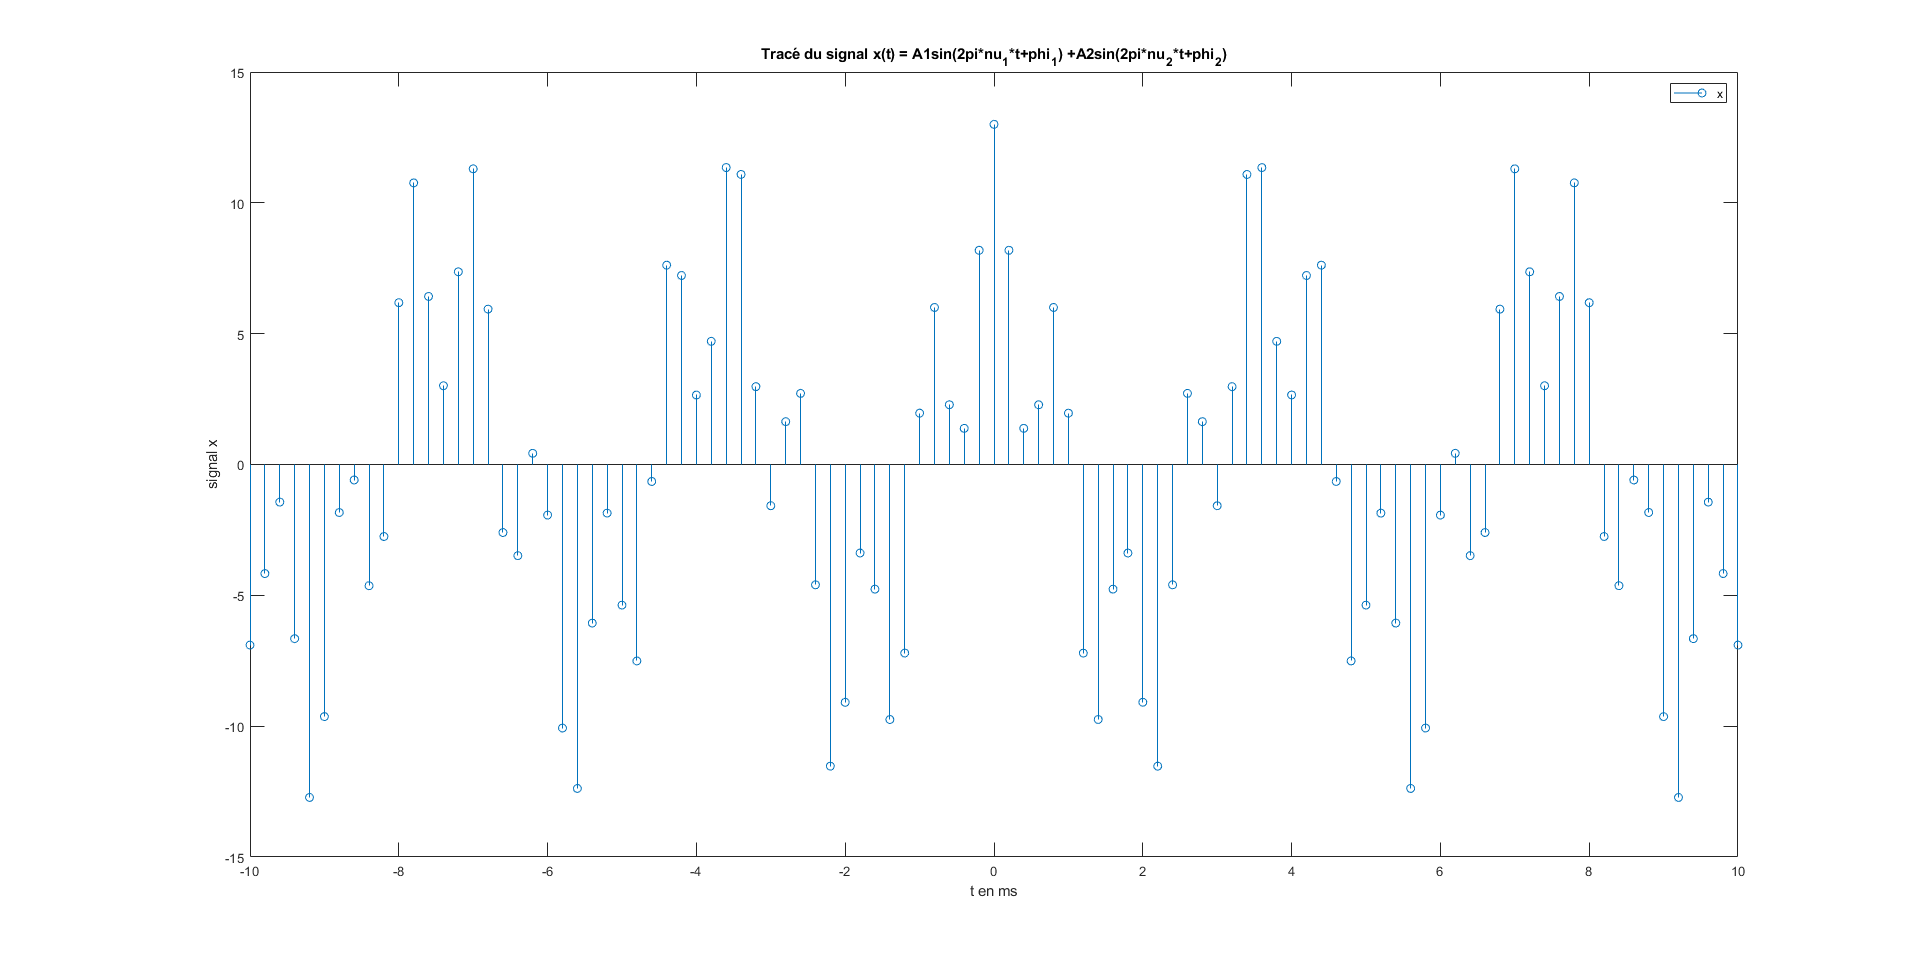 Tracé du signal x(t) = A1sin(2pi*nu1*t+phi1) +A2sin(2pi*nu2*t+phi2)
x
15
10
5
0
-5
-10
-15
signal x
-10 -8 -6 -4 -2 0 2 4 6 8 10
t en ms